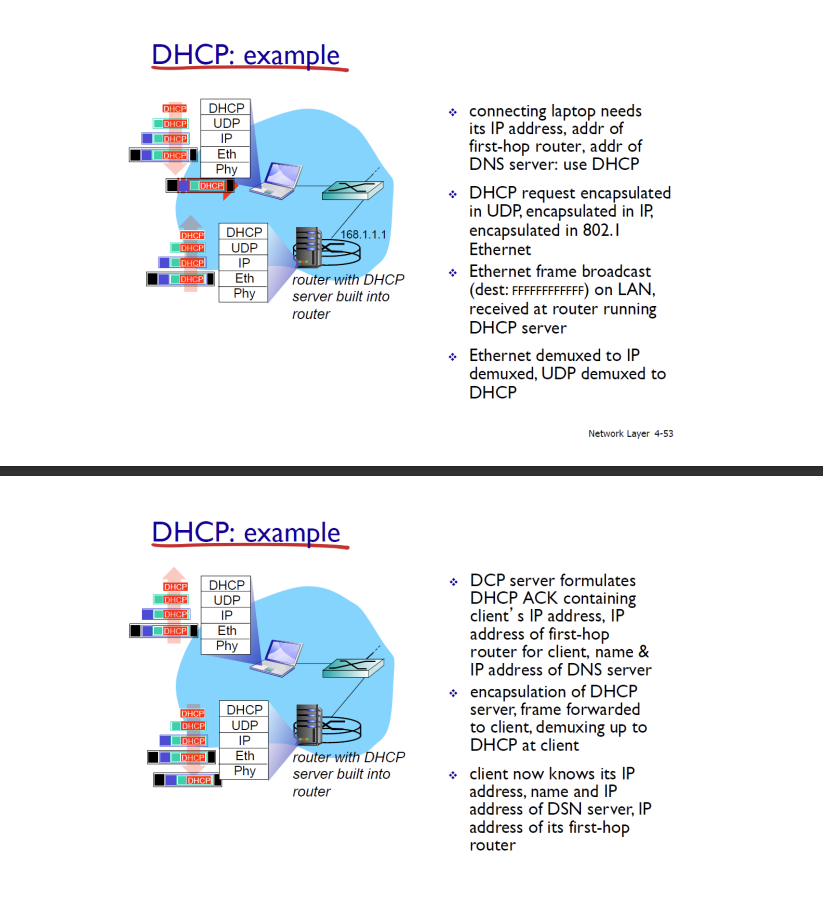 DHCP: example
DHCP
DHCP
DHCP
DHCP
DHCP
DHCP
UDP
IP
Eth
Phy
DHCP
DHCP
DHCP
DHCP
DHCP
UDP
IP
Eth
Phy
168.1.1.1
router with DHCP
server built into
router
connecting laptop needs
its IP address, addr of
first-hop router, addr of
DNS server: use DHCP
DHCP request encapsulated
in UDP, encapsulated in IP,
encapsulated in 802.1
Ethernet
Ethernet frame broadcast
(dest: FFFFFFFFFFFF) on LAN,
received at router running
DHCP server
Ethernet demuxed to IP
demuxed, UDP demuxed to
DHCP
Network Layer 4-53
DHCP: example
DHCP
DHCP
DHCP
DHCP
DHCP
UDP
IP
Eth
Phy
DHCP
DHCP
DHCP
DHCP
DHCP
DHCP
UDP
IP
Eth
Phy
router with DHCP
server built into
router
DCP server formulates
DHCP ACK containing
client's IP address, IP
address of first-hop
router for client, name &
IP address of DNS server
encapsulation of DHCP
server, frame forwarded
to client, demuxing up to
DHCP at client
client now knows its IP
address, name and IP
address of DSN server, IP
address of its first-hop
router